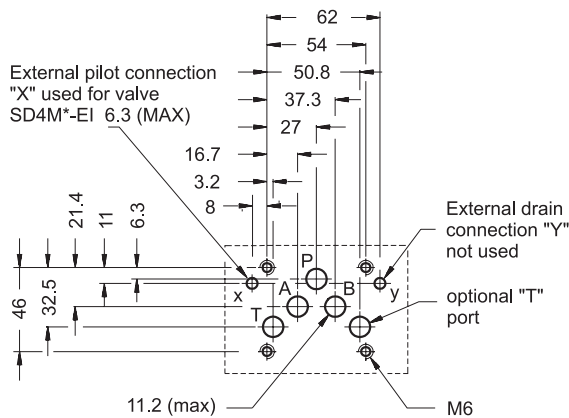 62
54
50.8
37.3
27
16.7
3.2
8
External pilot connection
"X" used for valve
SD4M*-EI 6.3 (MAX)
21.4
11
6.3
46
32.5
External drain
connection "Y"
not used
P
x
A
B
y
T
optional "T"
port
11.2 (max)
M6